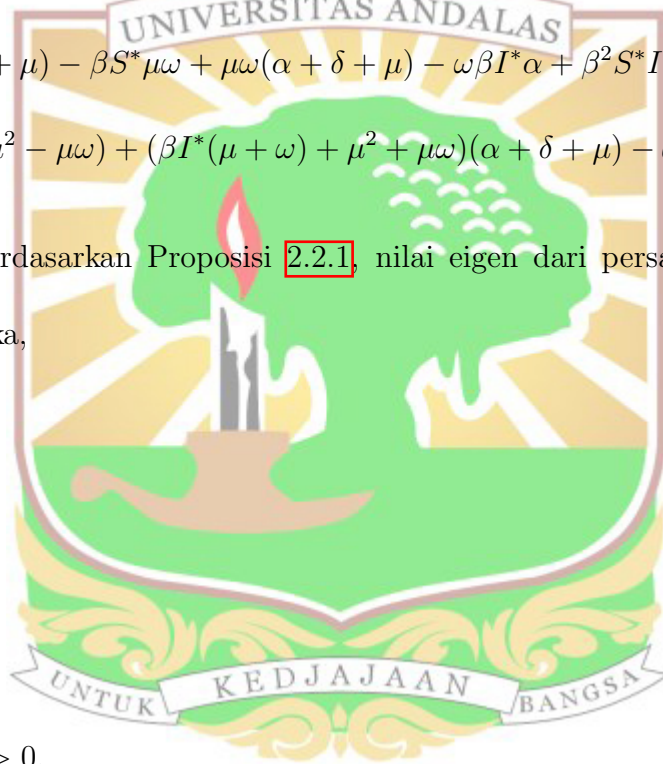 UNIVERSITAS ANDALAS
+ μ) − βS*μω + μω(α + δ + μ) − ωβI*α + β²S*I
− μω) + (βI*(μ + ω) + μ² + μω)(α + δ + μ) −
rdasarkan Proposisi 2.2.1, nilai eigen dari persa
ka,
UNTUK KEDJAJAAN BANGSA
> 0